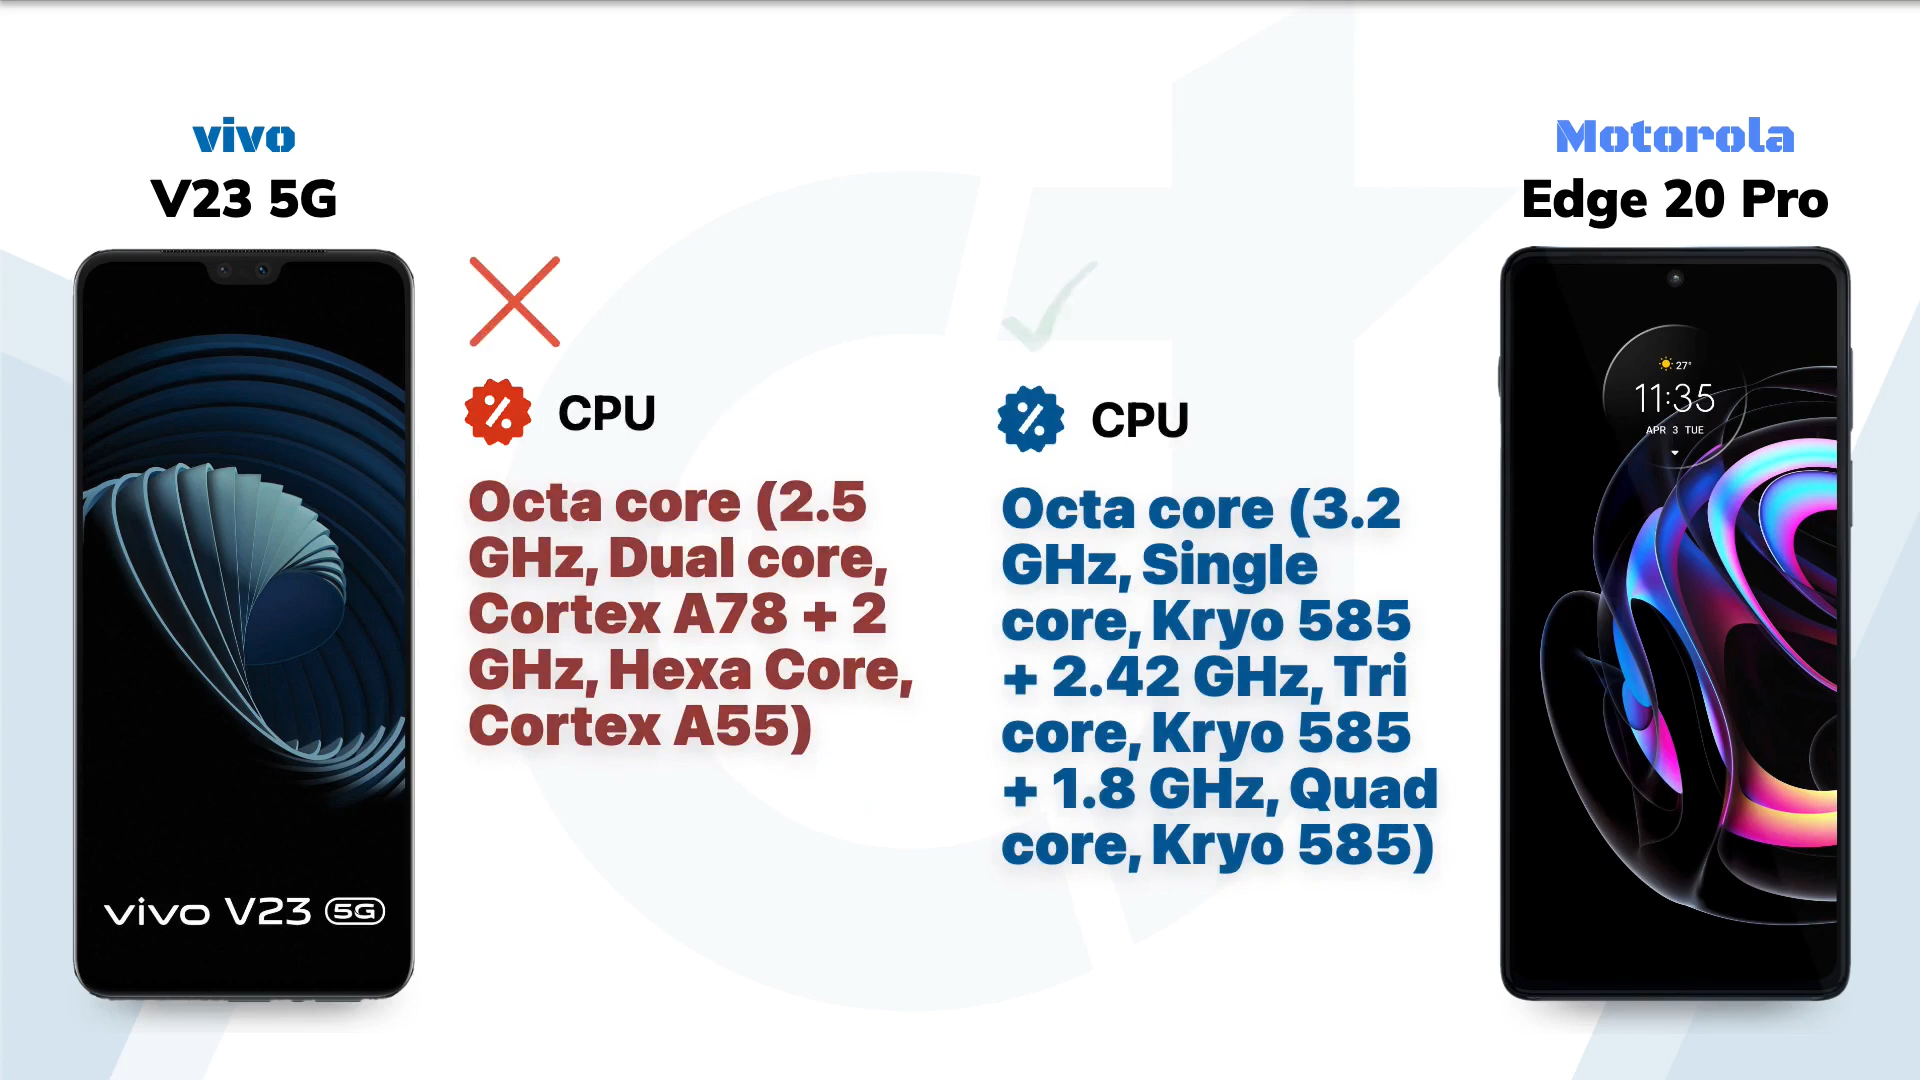 vivo
V23 5G
CPU
Octa core (2.5
GHz, Dual core,
Cortex A78 + 2
GHz, Hexa Core,
Cortex A55)
vivo V23 5G
CPU
Octa core (3.2
GHz, Single
core, Kryo 585
+ 2.42 GHz, Tri
core, Kryo 585
+ 1.8 GHz, Quad
core, Kryo 585)
Motorola
Edge 20 Pro
27°
11:35
APR 3 TUE